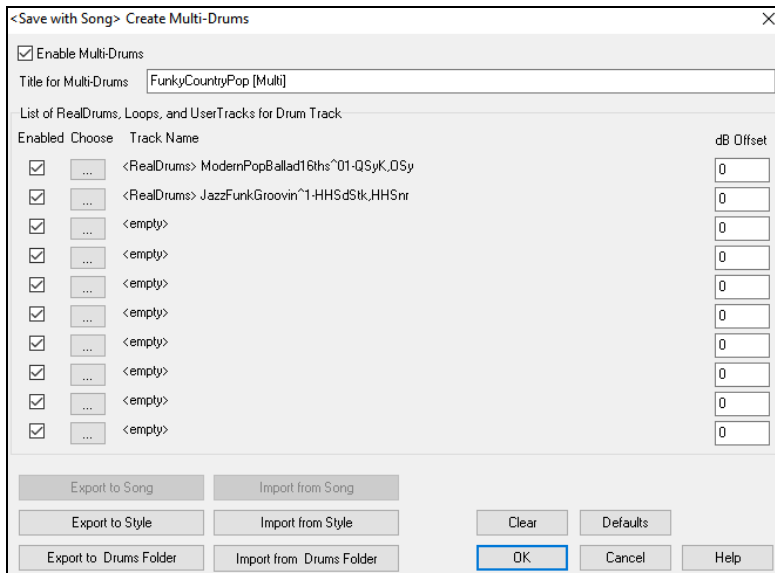 <Save with Song> Create Multi-Drums
Enable Multi-Drums
Title for Multi-Drums FunkyCountryPop [Multi]
List of RealDrums, Loops, and UserTracks for Drum Track
Enabled Choose Track Name dB Offset
... <RealDrums> ModernPopBallad16ths^01-QSyK,OSy 0
... <RealDrums> JazzFunkGroovin^1-HHSdStk,HHSnr 0
... <empty> 0
... <empty> 0
... <empty> 0
... <empty> 0
... <empty> 0
... <empty> 0
... <empty> 0
... <empty> 0
Export to Song Import from Song
Export to Style Import from Style Clear Defaults
Export to Drums Folder Import from Drums Folder OK Cancel Help